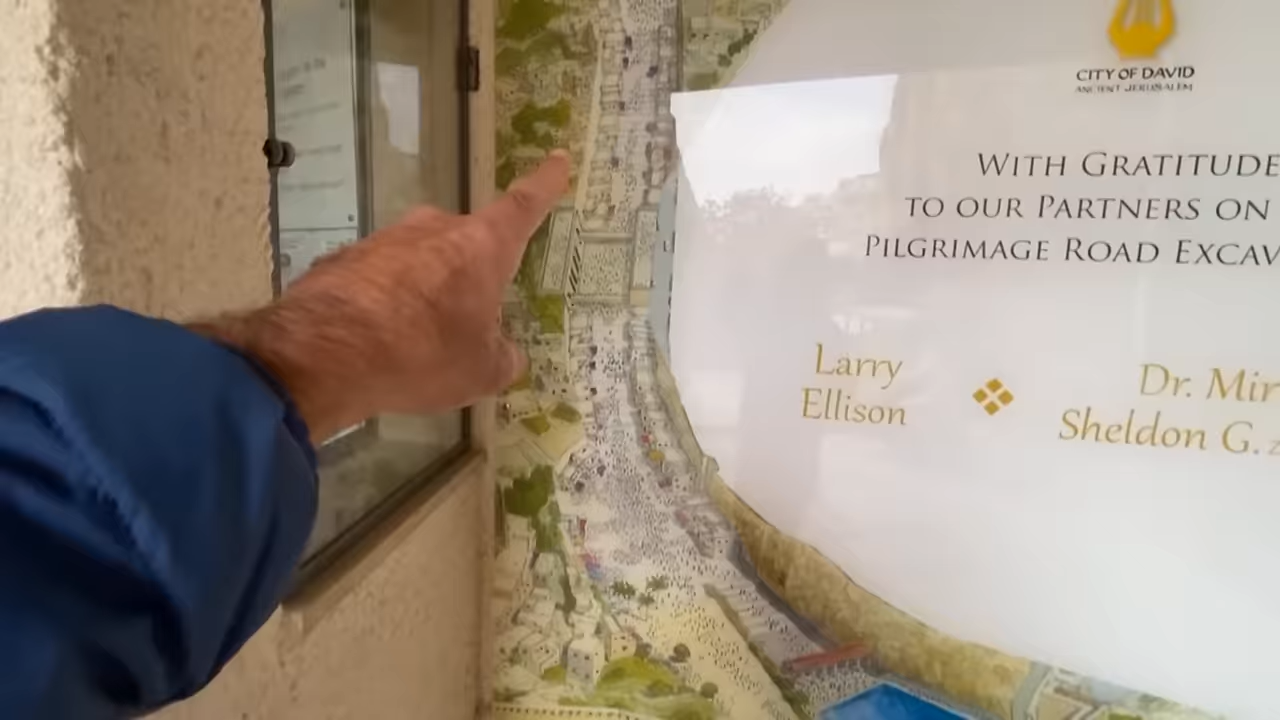 CITY OF DAVID
ANCIENT JERUSALEM
WITH GRATITUDE
TO OUR PARTNERS ON
PILGRIMAGE ROAD EXCAV
Larry
Ellison
Dr. Mir
Sheldon G.